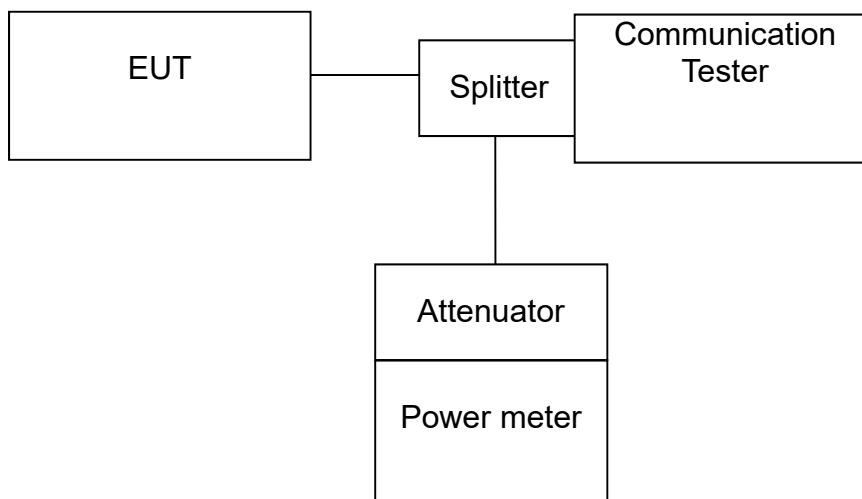 EUT
Splitter
Communication
Tester
Attenuator
Power meter